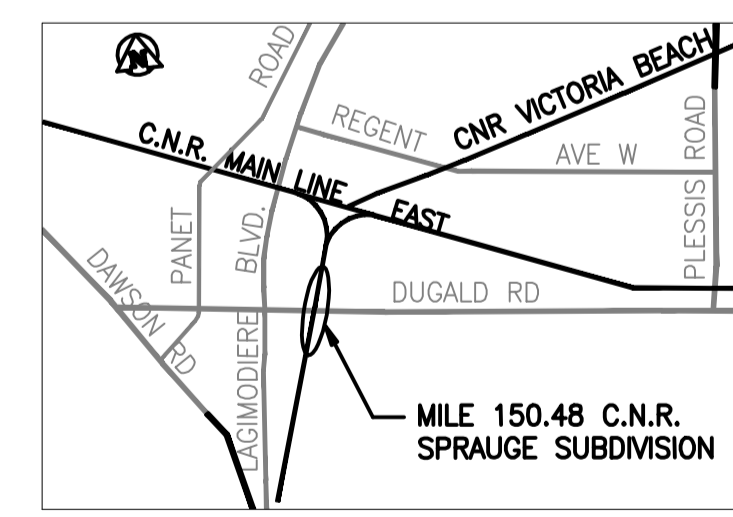 N
ROAD
CNR VICTORIA BEACH
REGENT
AVE W
C.N.R. MAIN LINE EAST
PLESSIS ROAD
PANET
LAGIMODIERE BLVD.
DAWSON RD
DUGALD RD
MILE 150.48 C.N.R.
SPRAUGE SUBDIVISION